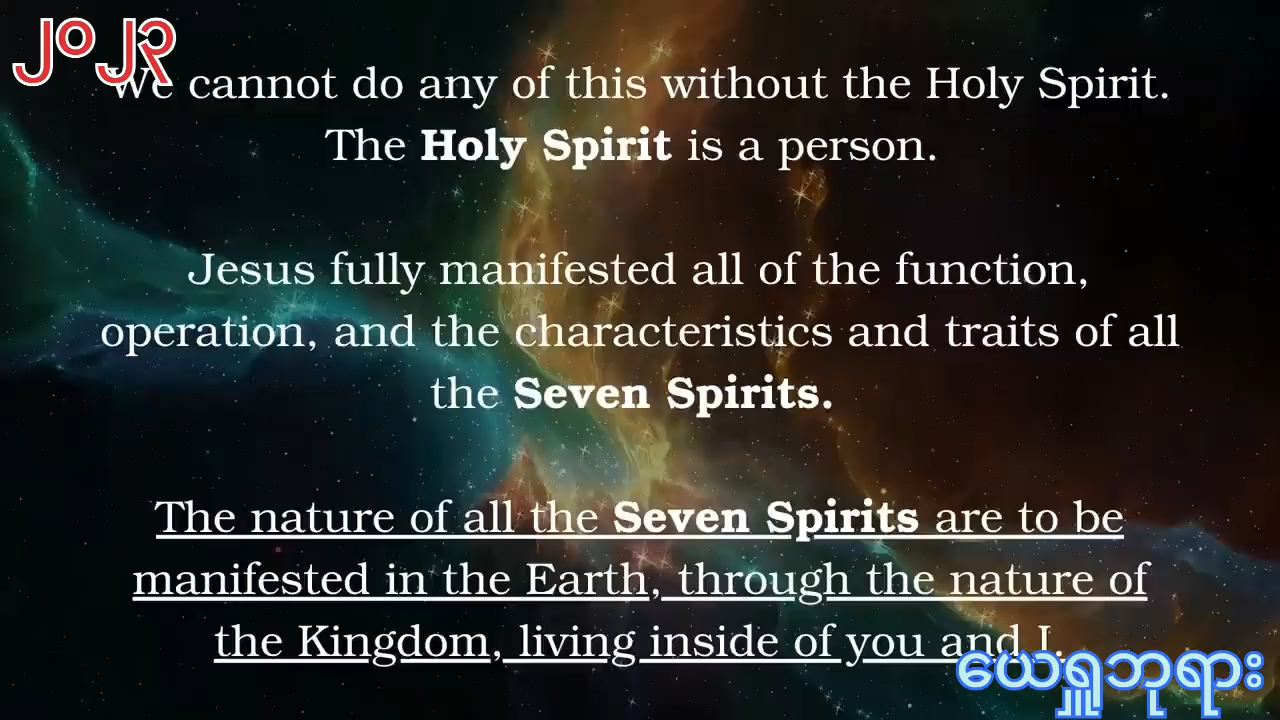 JOJR
We cannot do any of this without the Holy Spirit.
The Holy Spirit is a person.
Jesus fully manifested all of the function,
operation, and the characteristics and traits of all
the Seven Spirits.
The nature of all the Seven Spirits are to be
manifested in the Earth, through the nature of
the Kingdom, living inside of you and I.
ယေရှုဘုရား